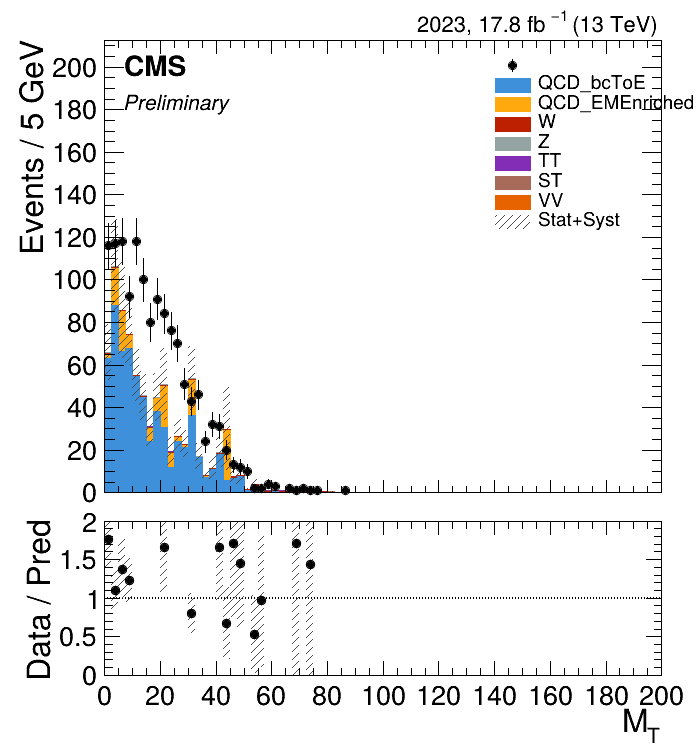 2023, 17.8 fb⁻¹ (13 TeV)
CMS
Preliminary
Events / 5 GeV
200
180
160
140
120
100
80
60
40
20
0
QCD_bcToE
QCD_EMEnriched
W
Z
TT
ST
VV
Stat+Syst
Data / Pred
2
1.5
1
0.5
0
0 20 40 60 80 100 120 140 160 180 200
M_T